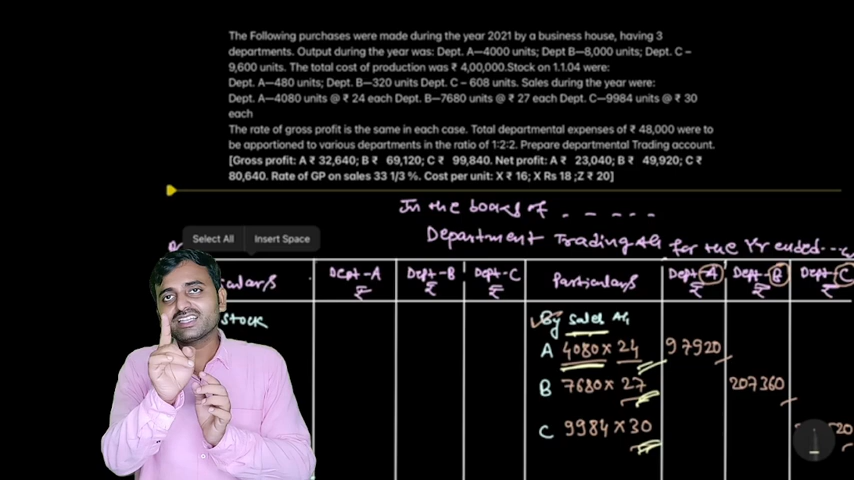 The Following purchases were made during the year 2021 by a business house, having 3
departments. Output during the year was: Dept. A—4000 units; Dept B—8,000 units; Dept. C –
9,600 units. The total cost of production was ₹ 4,00,000.Stock on 1.1.04 were:
Dept. A—480 units; Dept. B—320 units Dept. C – 608 units. Sales during the year were:
Dept. A—4080 units @ ₹ 24 each Dept. B—7680 units @ ₹ 27 each Dept. C—9984 units @ ₹ 30
each
The rate of gross profit is the same in each case. Total departmental expenses of ₹ 48,000 were to
be apportioned to various departments in the ratio of 1:2:2. Prepare departmental Trading account.
[Gross profit: A ₹ 32,640; B ₹ 69,120; C ₹ 99,840. Net profit: A ₹ 23,040; B ₹ 49,920; C ₹
80,640. Rate of GP on sales 33 1/3 %. Cost per unit: X ₹ 16; X Rs 18 ;Z ₹ 20]
In the books of - - - - - -
Select All Insert Space
Department Trading A/c for the Yr ended...
Dept-A Dept-B Dept-C Particulars Dept-A Dept-B Dept-C
₹ ₹ ₹ ₹ ₹ ₹
stock By Sales A/c
A 4080 x 24 97920
B 7680 x 27 207360
C 9984 x 30